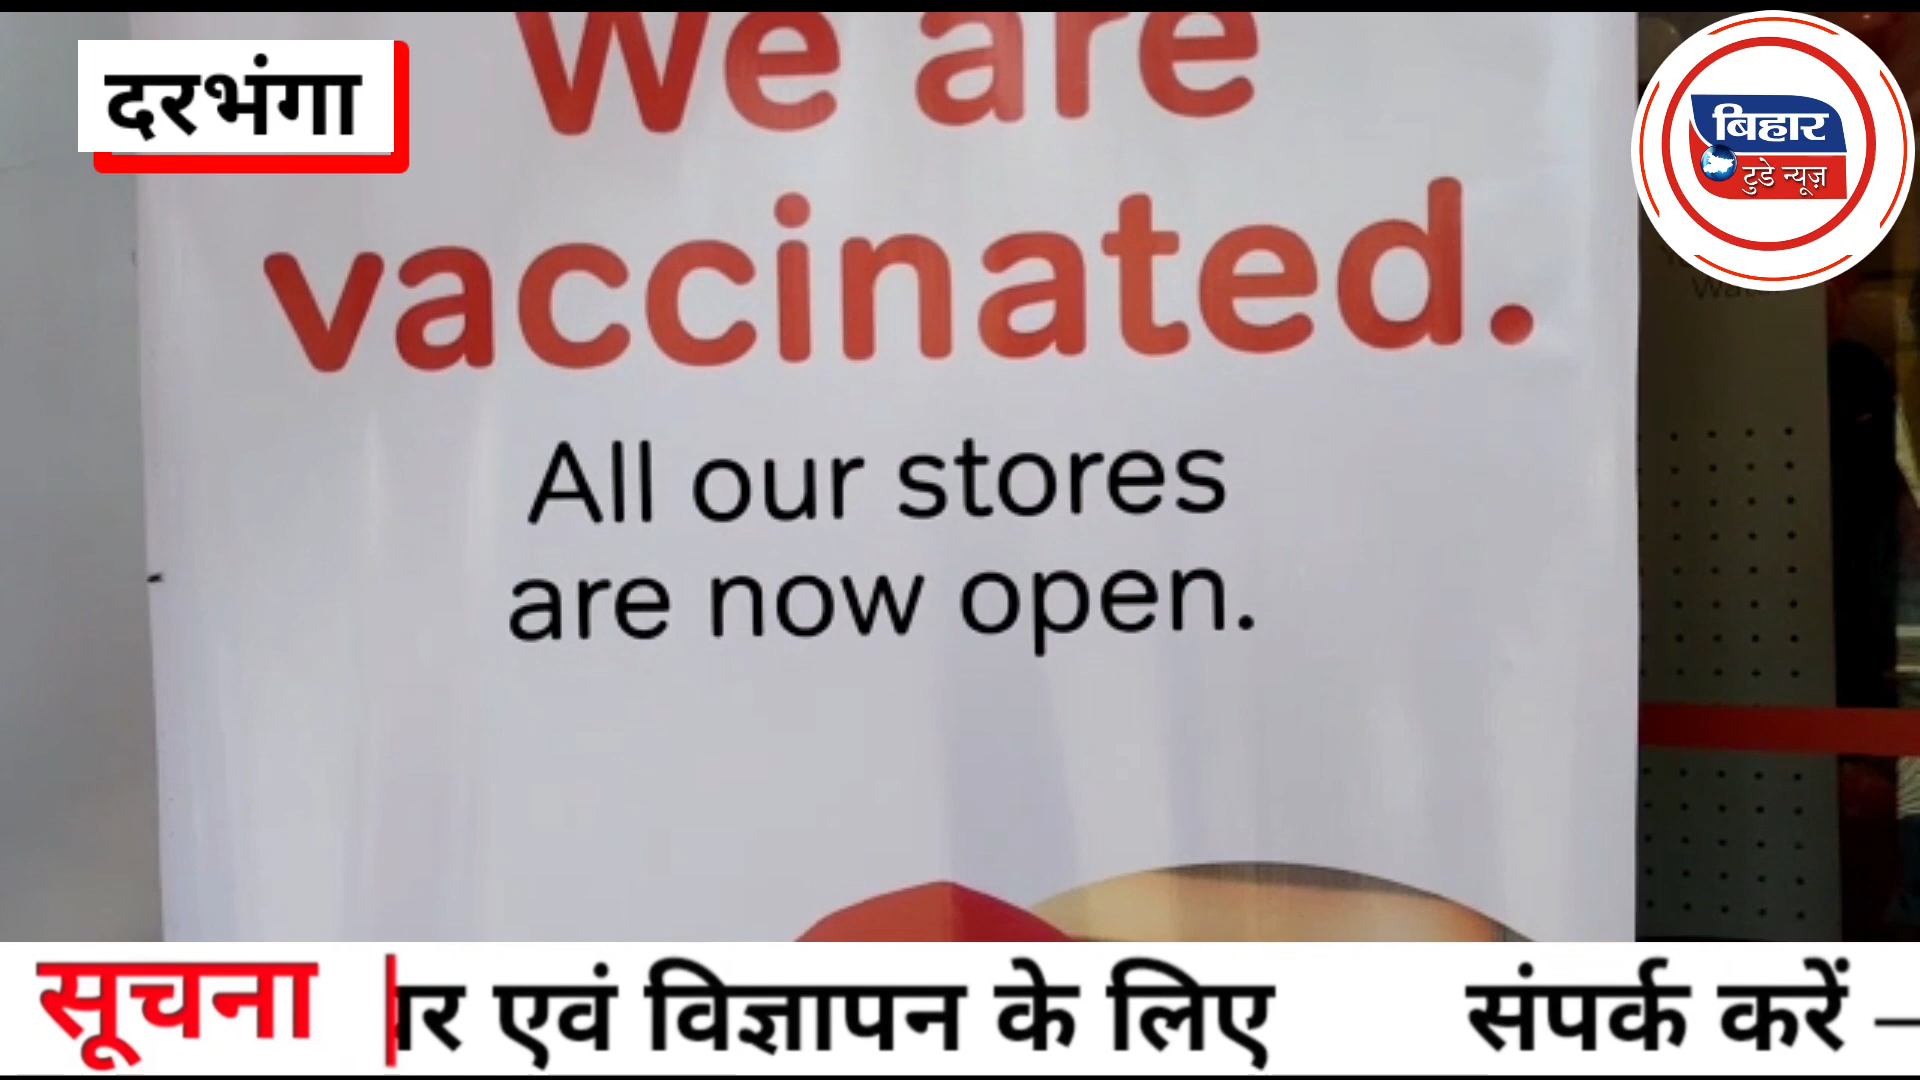 We are
दरभंगा
बिहार
टुडे न्यूज़
vaccinated.
All our stores
are now open.
सूचना
एवं विज्ञापन के लिए संपर्क करें –